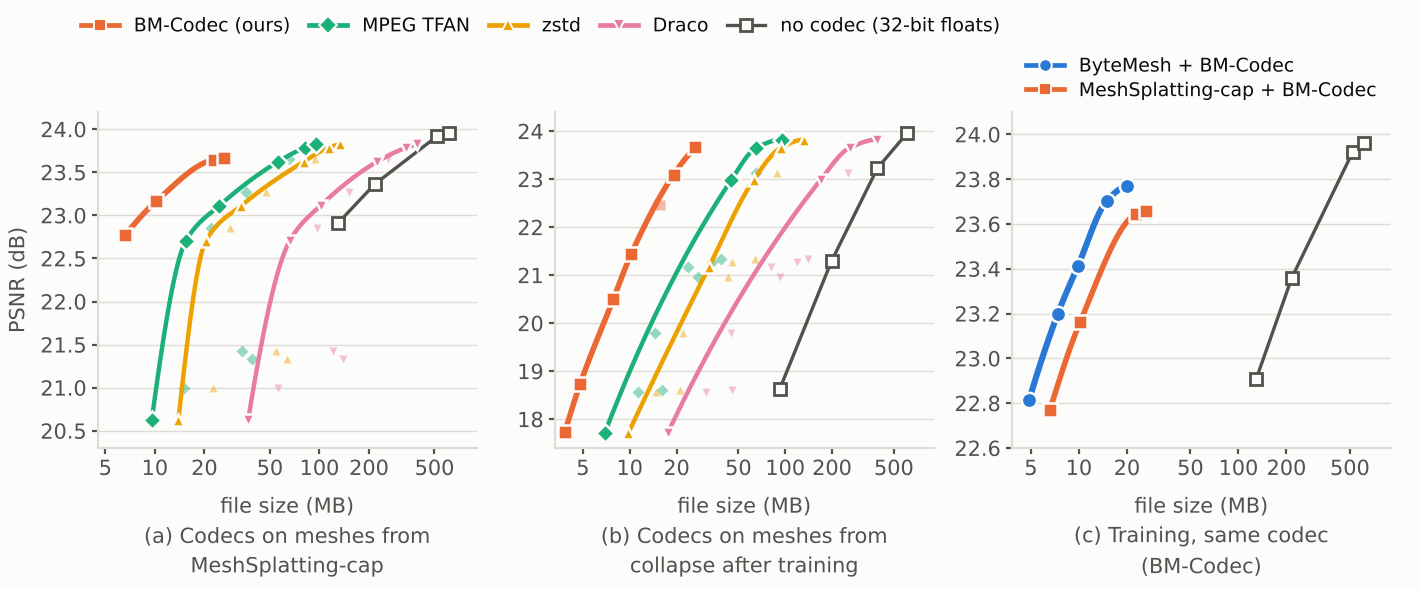 BM-Codec (ours) MPEG TFAN zstd Draco no codec (32-bit floats)
ByteMesh + BM-Codec
MeshSplatting-cap + BM-Codec
PSNR (dB)
24.0
23.5
23.0
22.5
22.0
21.5
21.0
20.5
5 10 20 50 100 200 500
file size (MB)
(a) Codecs on meshes from
MeshSplatting-cap
24
23
22
21
20
19
18
5 10 20 50 100 200 500
file size (MB)
(b) Codecs on meshes from
collapse after training
24.0
23.8
23.6
23.4
23.2
23.0
22.8
22.6
5 10 20 50 100 200 500
file size (MB)
(c) Training, same codec
(BM-Codec)